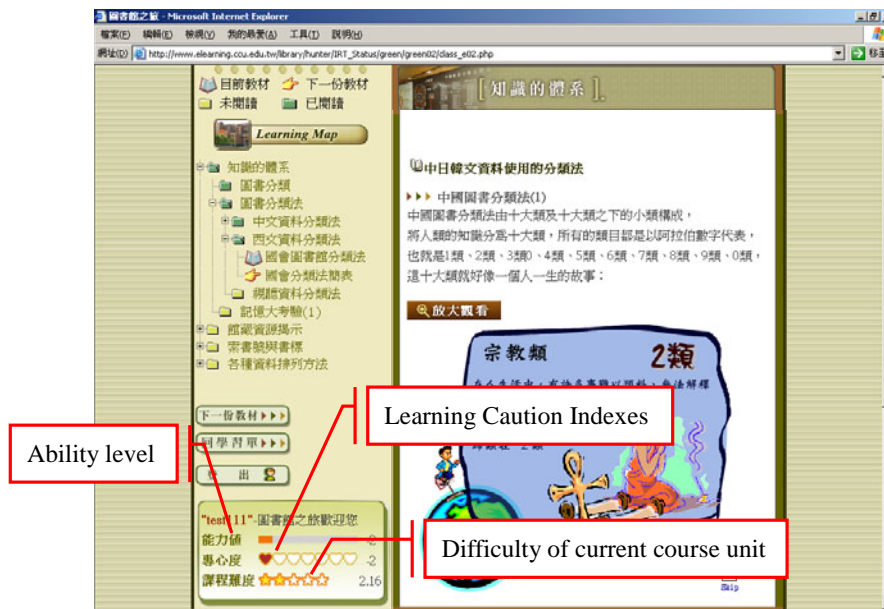 圖書館之旅 - Microsoft Internet Explorer
檔案(F) 編輯(E) 檢視(V) 我的最愛(A) 工具(T) 說明(H)
網址(D) http://www.elearning.ccu.edu.tw/library/hunter/IRT_Status/green/green02/class_e02.php
目前教材 下一份教材
未閱讀 已閱讀
Learning Map
知識的體系
圖書分類
圖書分類法
中文資料分類法
西文資料分類法
國會圖書館分類法
國會分類法簡表
視聽資料分類法
記憶大考驗(1)
館藏資源揭示
索書號與書標
各種資料排列方法
下一份教材
回學習單
出
"test111"-圖書館之旅歡迎您
能力值 -2
專心度 -2
課程難度 2.16
[知識的體系]
中日韓文資料使用的分類法
中國圖書分類法(1)
中國圖書分類法由十大類及十大類之下的小類構成，
將人類的知識分為十大類，所有的類目都是以阿拉伯數字代表，
也就是1類、2類、3類0、4類、5類、6類、7類、8類、9類、0類，
這十大類就好像一個人一生的故事：
放大觀看
宗教類 2類
Skip
Ability level
Learning Caution Indexes
Difficulty of current course unit